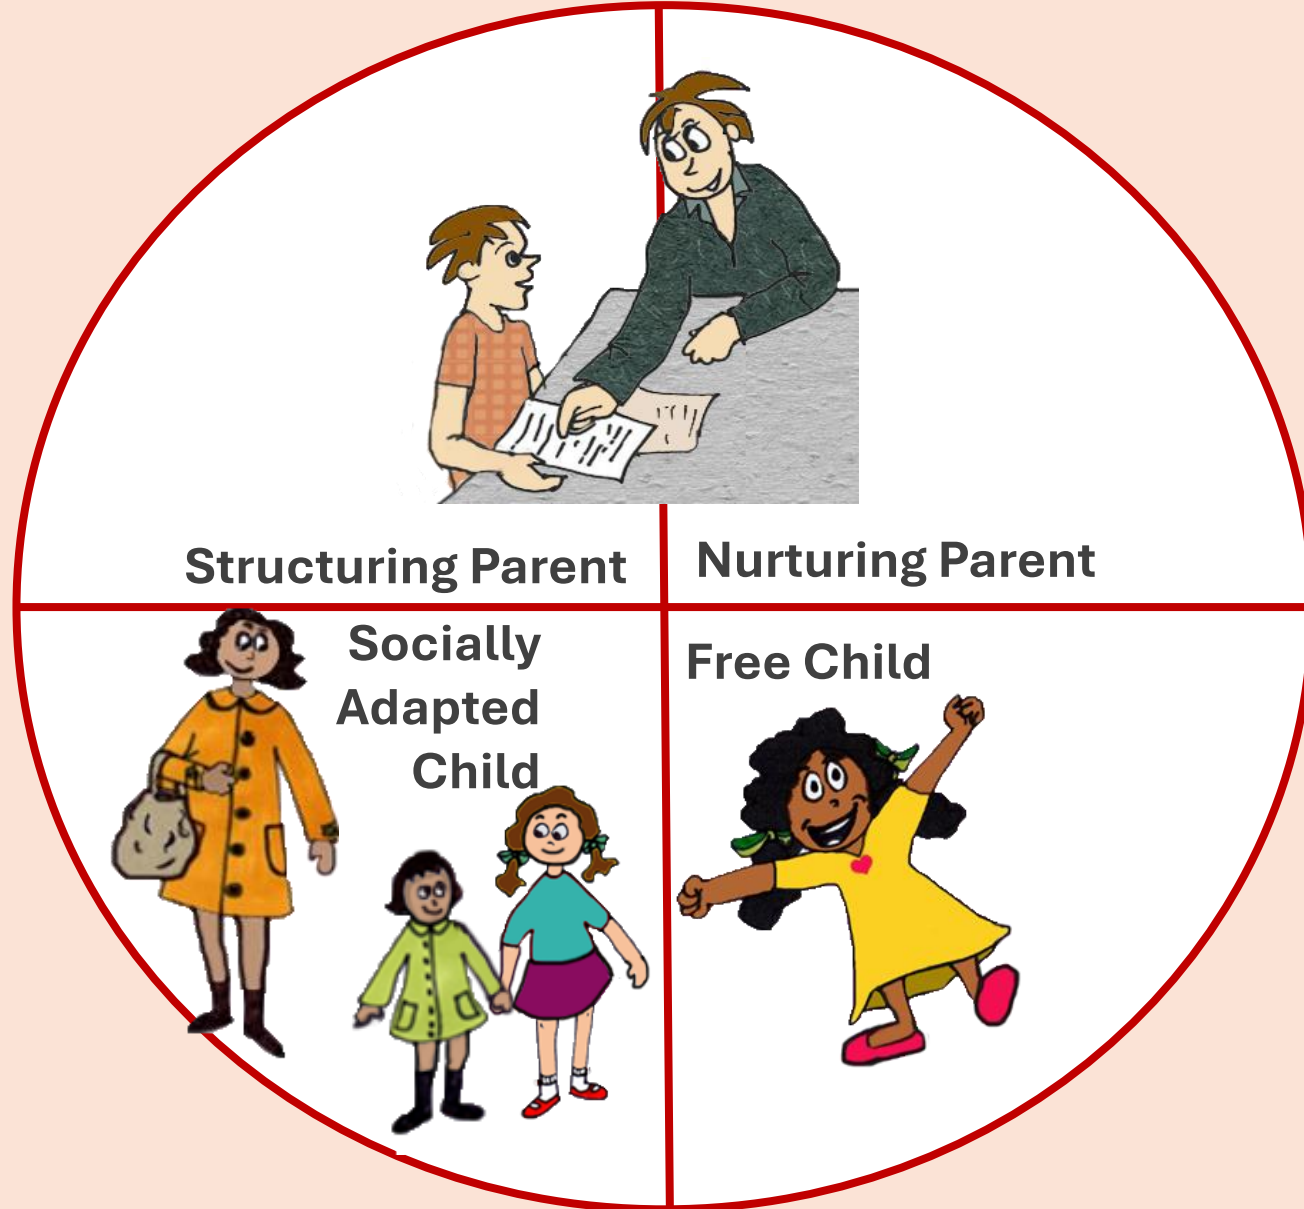 Structuring Parent
Nurturing Parent
Socially
Adapted
Child
Free Child